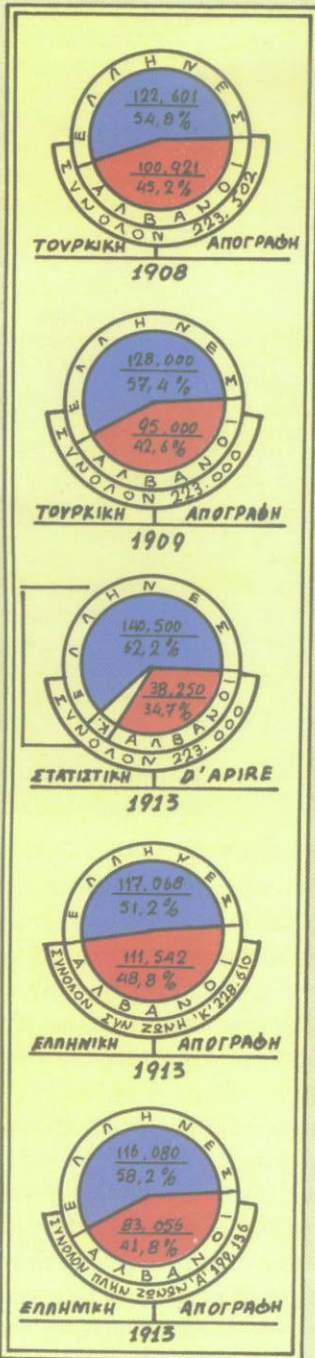 ΕΛΛΗΝΕΣ
122,601
54,8%
100,921
45,2%
ΑΛΒΑΝΟΙ
ΣΥΝΟΛΟΝ 223.502
ΤΟΥΡΚΙΚΗ ΑΠΟΓΡΑΦΗ
1908
ΕΛΛΗΝΕΣ
128.000
57,4%
95.000
42,6%
ΑΛΒΑΝΟΙ
ΣΥΝΟΛΟΝ 223.000
ΤΟΥΡΚΙΚΗ ΑΠΟΓΡΑΦΗ
1909
ΕΛΛΗΝΕΣ
140,500
62,2%
38,250
34,7%
Ε.Κ. ΑΛΒΑΝΟΙ
ΣΥΝΟΛΟΝ 223.000
ΣΤΑΤΙΣΤΙΚΗ D'APIRE
1913
ΕΛΛΗΝΕΣ
117.068
51,2%
111,542
48,8%
ΑΛΒΑΝΟΙ
ΣΥΝΟΛΟΝ ΣΥΝ ΖΩΝΗ 'Κ' 228.610
ΕΛΛΗΝΙΚΗ ΑΠΟΓΡΑΦΗ
1913
ΕΛΛΗΝΕΣ
116,080
58,2%
83,056
41,8%
ΑΛΒΑΝΟΙ
ΣΥΝΟΛΟΝ ΠΛΗΝ ΖΩΝΩΝ 'Α' 199.136
ΕΛΛΗΝΙΚΗ ΑΠΟΓΡΑΦΗ
1913